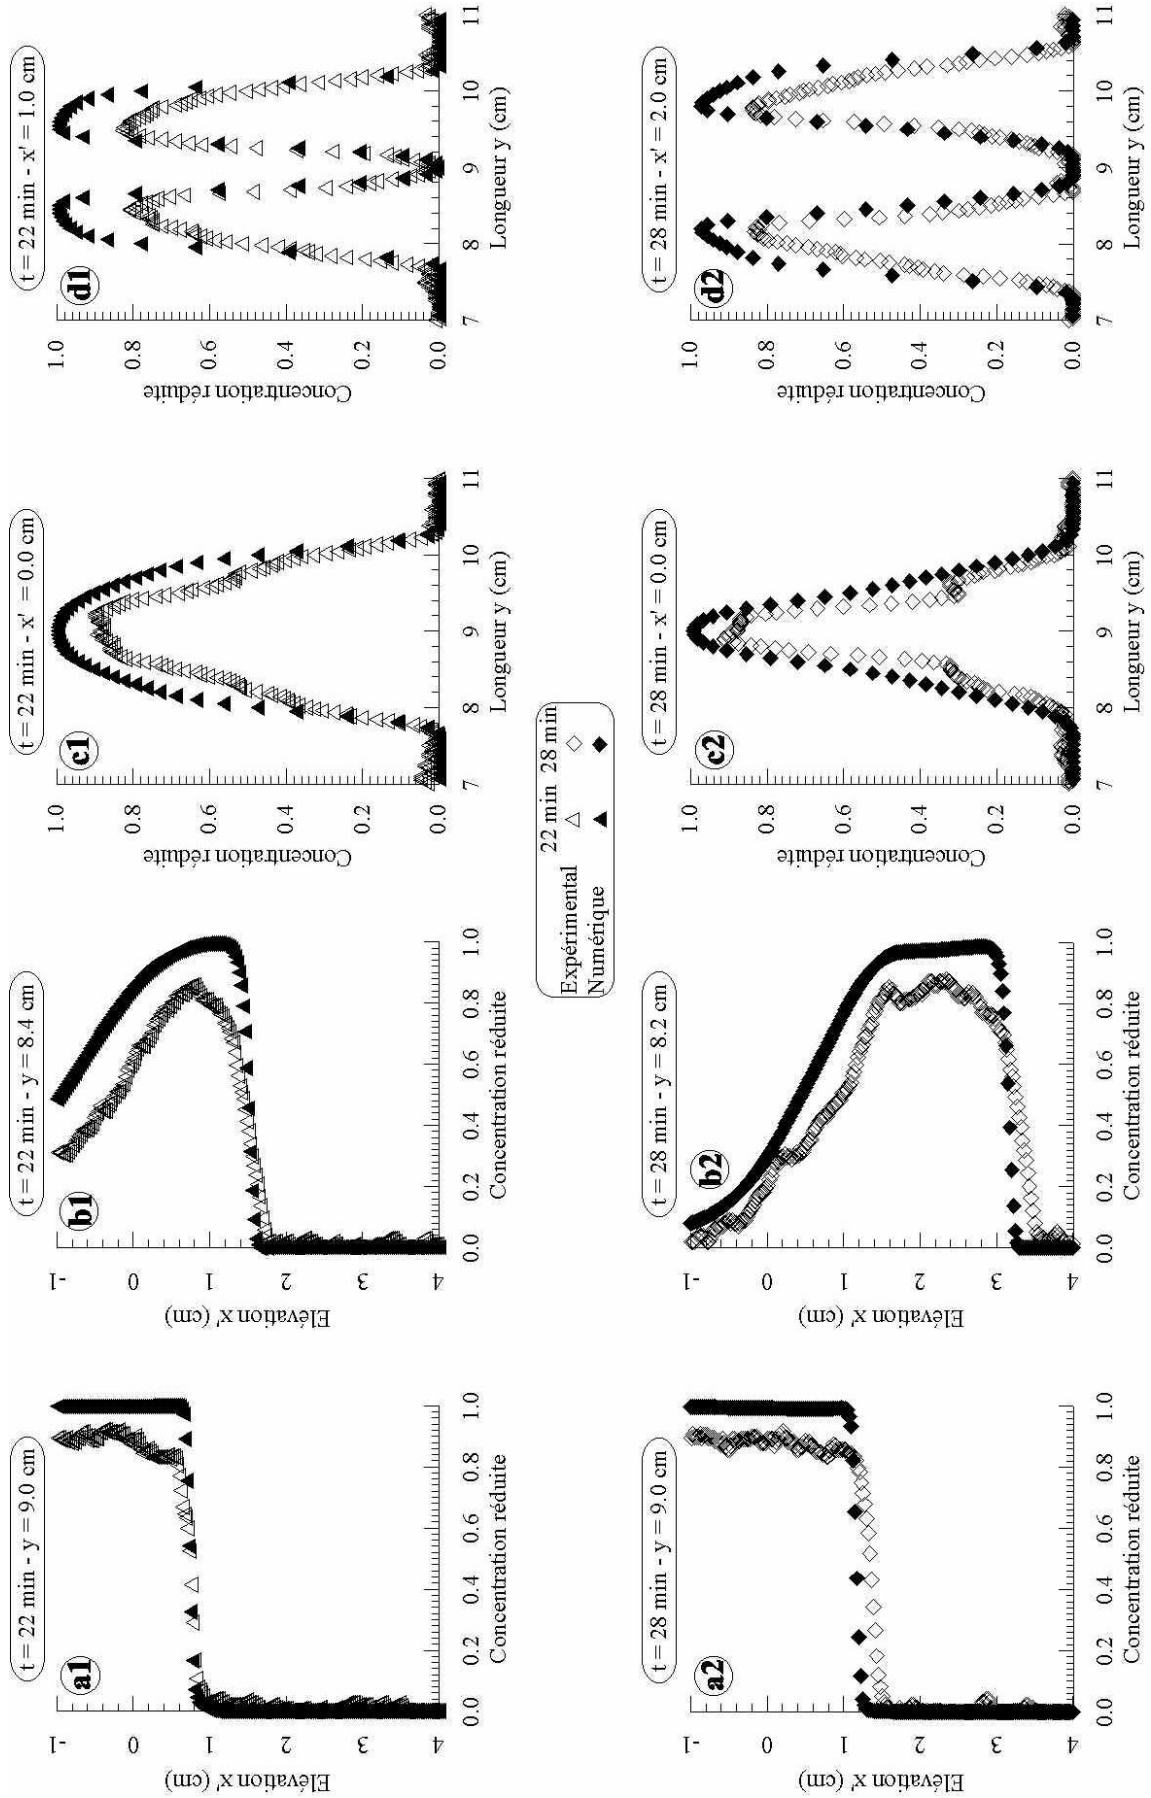 t = 22 min - y = 9.0 cm
a1
Elévation x' (cm)
-1
0
1
2
3
4
0.0 0.2 0.4 0.6 0.8 1.0
Concentration réduite
t = 22 min - y = 8.4 cm
b1
Elévation x' (cm)
-1
0
1
2
3
4
0.0 0.2 0.4 0.6 0.8 1.0
Concentration réduite
t = 22 min - x' = 0.0 cm
c1
Concentration réduite
1.0
0.8
0.6
0.4
0.2
0.0
7 8 9 10 11
Longueur y (cm)
t = 22 min - x' = 1.0 cm
d1
Concentration réduite
1.0
0.8
0.6
0.4
0.2
0.0
7 8 9 10 11
Longueur y (cm)
22 min 28 min
Expérimental
Numérique
t = 28 min - y = 9.0 cm
a2
Elévation x' (cm)
-1
0
1
2
3
4
0.0 0.2 0.4 0.6 0.8 1.0
Concentration réduite
t = 28 min - y = 8.2 cm
b2
Elévation x' (cm)
-1
0
1
2
3
4
0.0 0.2 0.4 0.6 0.8 1.0
Concentration réduite
t = 28 min - x' = 0.0 cm
c2
Concentration réduite
1.0
0.8
0.6
0.4
0.2
0.0
7 8 9 10 11
Longueur y (cm)
t = 28 min - x' = 2.0 cm
d2
Concentration réduite
1.0
0.8
0.6
0.4
0.2
0.0
7 8 9 10 11
Longueur y (cm)